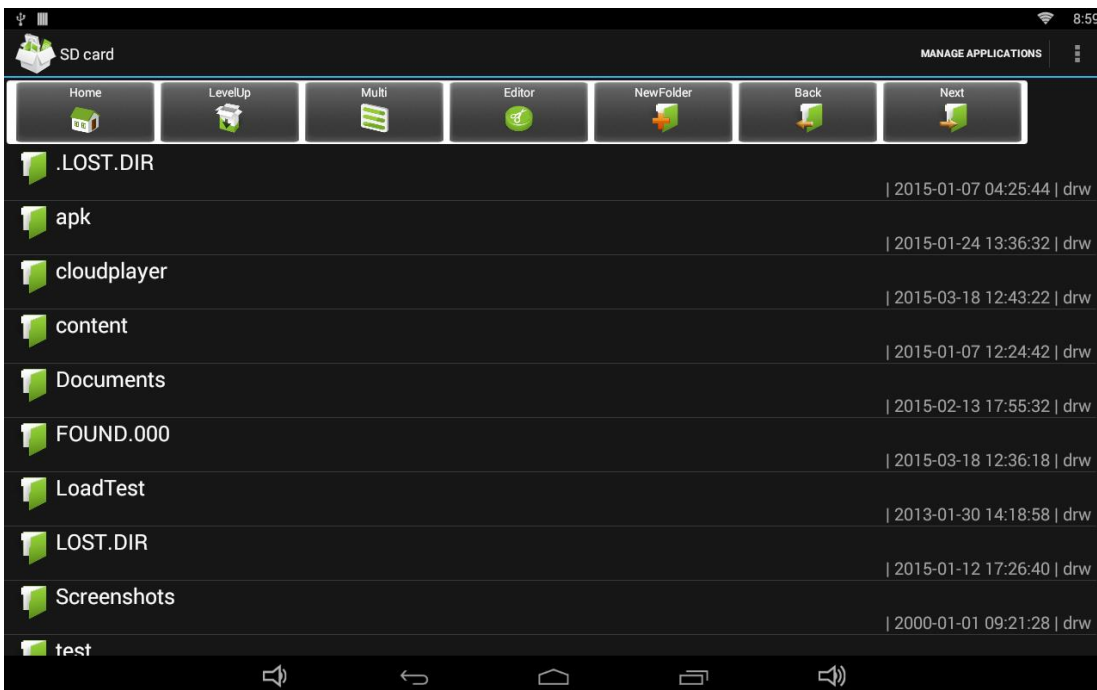 8:59
SD card MANAGE APPLICATIONS
Home LevelUp Multi Editor NewFolder Back Next
.LOST.DIR
| 2015-01-07 04:25:44 | drw
apk
| 2015-01-24 13:36:32 | drw
cloudplayer
| 2015-03-18 12:43:22 | drw
content
| 2015-01-07 12:24:42 | drw
Documents
| 2015-02-13 17:55:32 | drw
FOUND.000
| 2015-03-18 12:36:18 | drw
LoadTest
| 2013-01-30 14:18:58 | drw
LOST.DIR
| 2015-01-12 17:26:40 | drw
Screenshots
| 2000-01-01 09:21:28 | drw
test